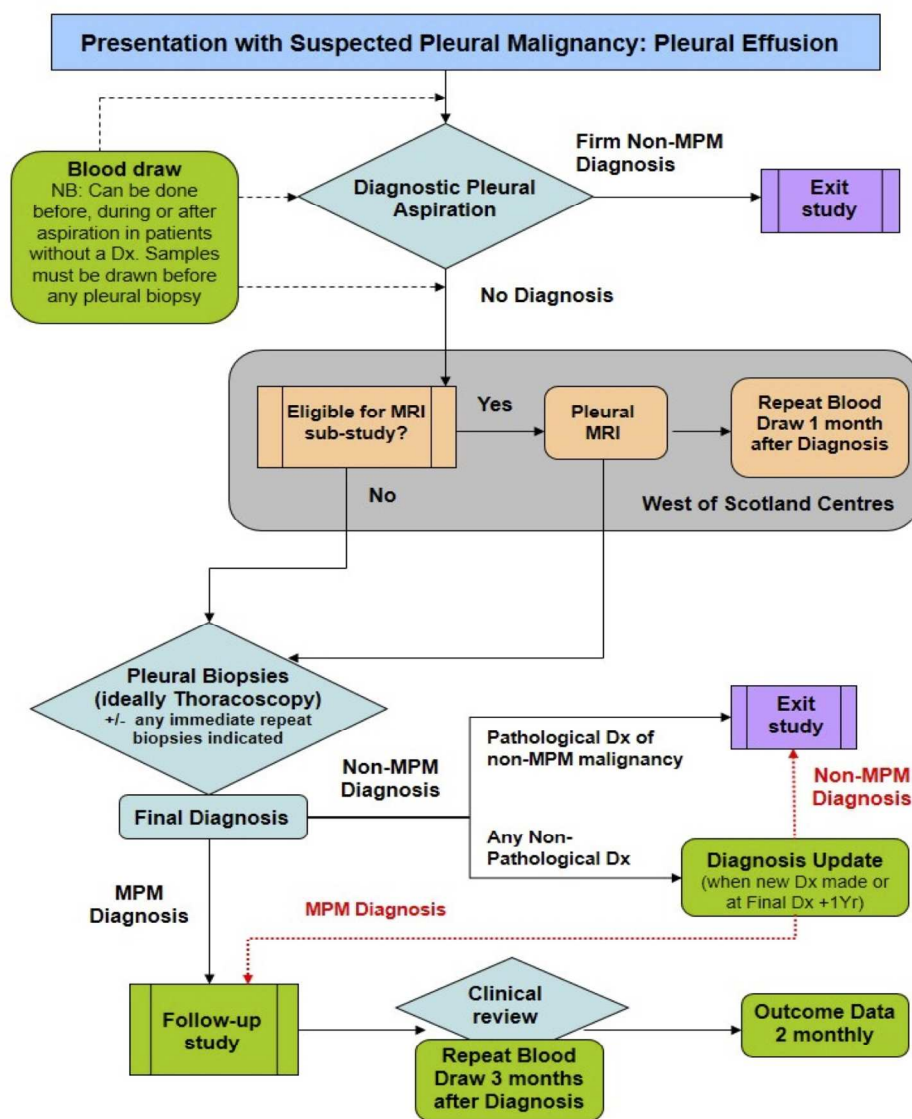 Presentation with Suspected Pleural Malignancy: Pleural Effusion
Blood draw
NB: Can be done
before, during or after
aspiration in patients
without a Dx. Samples
must be drawn before
any pleural biopsy
Diagnostic Pleural
Aspiration
Firm Non-MPM
Diagnosis
Exit
study
No Diagnosis
Eligible for MRI
sub-study?
Yes
Pleural
MRI
Repeat Blood
Draw 1 month
after Diagnosis
No
West of Scotland Centres
Pleural Biopsies
(ideally Thoracoscopy)
+/- any immediate repeat
biopsies indicated
Final Diagnosis
Non-MPM
Diagnosis
Pathological Dx of
non-MPM malignancy
Exit
study
Any Non-
Pathological Dx
Non-MPM
Diagnosis
Diagnosis Update
(when new Dx made or
at Final Dx +1Yr)
MPM
Diagnosis
MPM Diagnosis
Follow-up
study
Clinical
review
Repeat Blood
Draw 3 months
after Diagnosis
Outcome Data
2 monthly